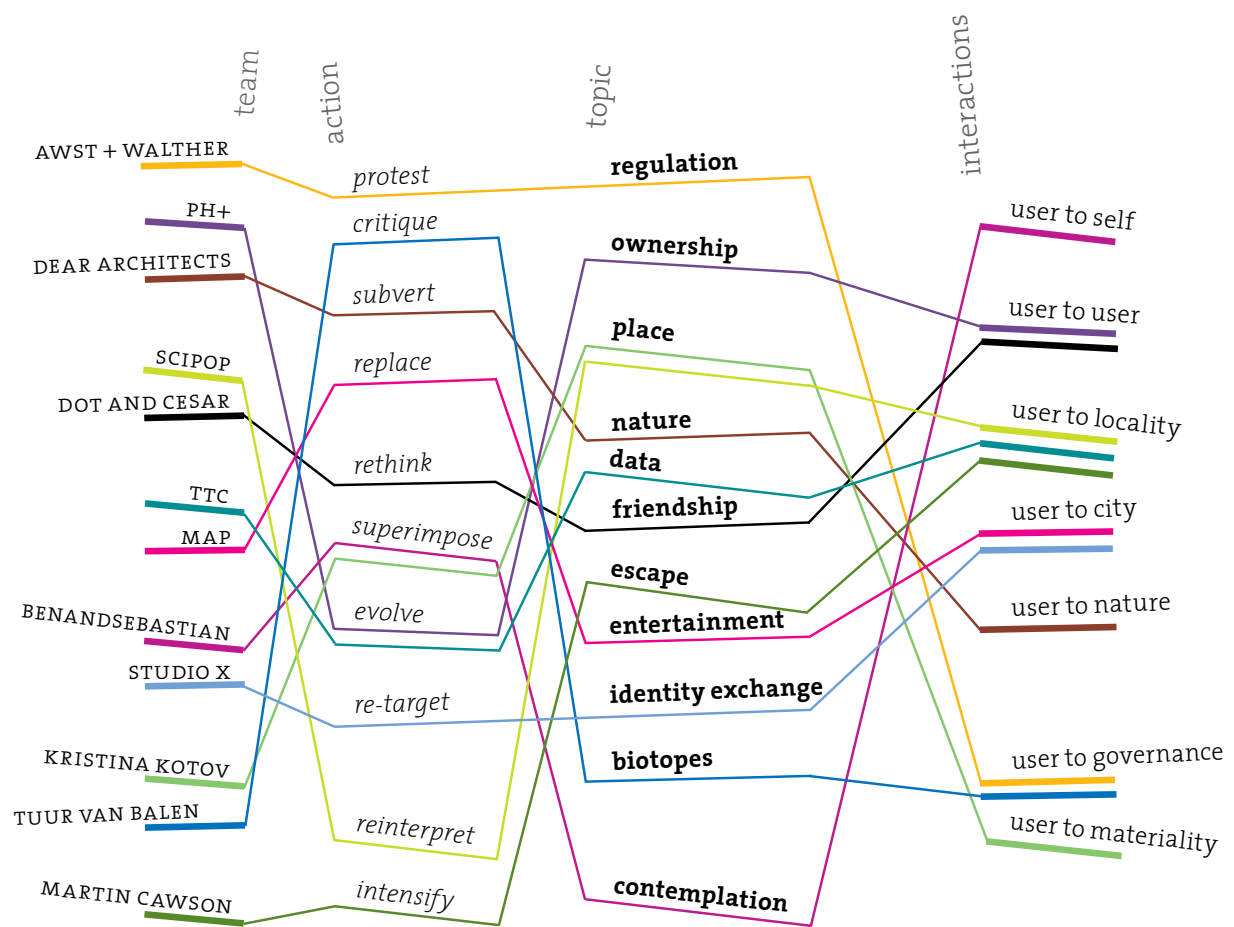 team
action
topic
interactions
AWST + WALTHER
PH+
DEAR ARCHITECTS
SCIPOP
DOT AND CESAR
TTC
MAP
BENANDSEBASTIAN
STUDIO X
KRISTINA KOTOV
TUUR VAN BALEN
MARTIN CAWSON
protest
critique
subvert
replace
rethink
superimpose
evolve
re-target
reinterpret
intensify
regulation
ownership
place
nature
data
friendship
escape
entertainment
identity exchange
biotopes
contemplation
user to self
user to user
user to locality
user to city
user to nature
user to governance
user to materiality